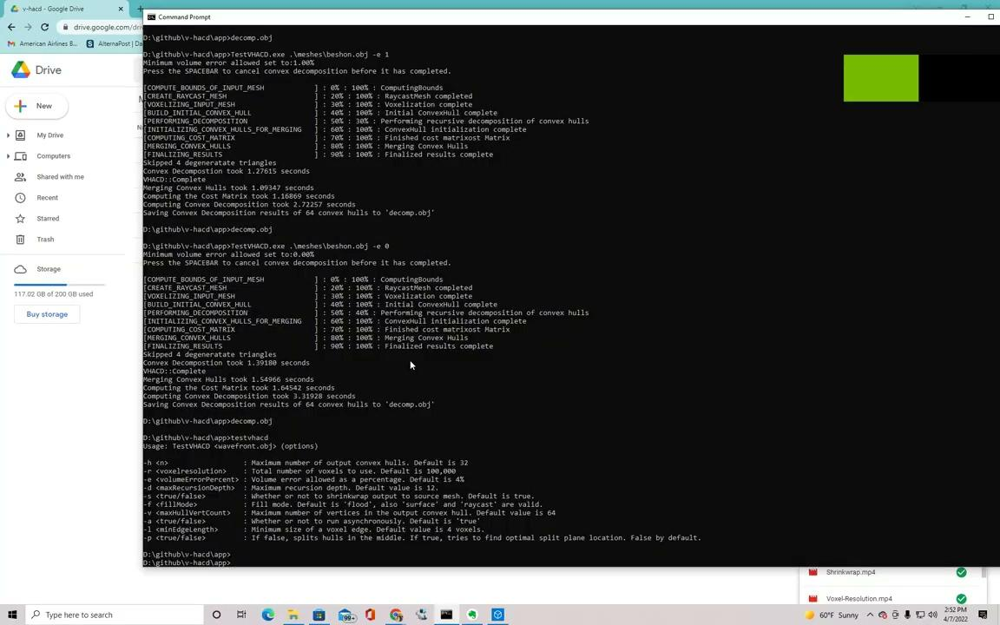 v-hacd - Google Drive
Command Prompt
drive.google.com/dri
American Airlines B...
AlternaPost | Da
Drive
New
My Drive
Computers
Shared with me
Recent
Starred
Trash
Storage
117.02 GB of 200 GB used
Buy storage
D:\github\v-hacd\app>decomp.obj
D:\github\v-hacd\app>TestVHACD.exe .\meshes\beshon.obj -e 1
Minimum volume error allowed set to:1.00%
Press the SPACEBAR to cancel convex decomposition before it has completed.
[COMPUTE_BOUNDS_OF_INPUT_MESH ] : 0% : 100% : ComputingBounds
[CREATE_RAYCAST_MESH ] : 20% : 100% : RaycastMesh completed
[VOXELIZING_INPUT_MESH ] : 30% : 100% : Voxelization complete
[BUILD_INITIAL_CONVEX_HULL ] : 40% : 100% : Initial ConvexHull complete
[PERFORMING_DECOMPOSITION ] : 50% : 30% : Performing recursive decomposition of convex hulls
[INITIALIZING_CONVEX_HULLS_FOR_MERGING ] : 60% : 100% : ConvexHull initialization complete
[COMPUTING_COST_MATRIX ] : 70% : 100% : Finished cost matrixost Matrix
[MERGING_CONVEX_HULLS ] : 80% : 100% : Merging Convex Hulls
[FINALIZING_RESULTS ] : 90% : 100% : Finalized results complete
Skipped 4 degeneratate triangles
Convex Decompostion took 1.27615 seconds
VHACD::Complete
Merging Convex Hulls took 1.09347 seconds
Computing the Cost Matrix took 1.16869 seconds
Computing Convex Decomposition took 2.72257 seconds
Saving Convex Decomposition results of 64 convex hulls to 'decomp.obj'
D:\github\v-hacd\app>decomp.obj
D:\github\v-hacd\app>TestVHACD.exe .\meshes\beshon.obj -e 0
Minimum volume error allowed set to:0.00%
Press the SPACEBAR to cancel convex decomposition before it has completed.
[COMPUTE_BOUNDS_OF_INPUT_MESH ] : 0% : 100% : ComputingBounds
[CREATE_RAYCAST_MESH ] : 20% : 100% : RaycastMesh completed
[VOXELIZING_INPUT_MESH ] : 30% : 100% : Voxelization complete
[BUILD_INITIAL_CONVEX_HULL ] : 40% : 100% : Initial ConvexHull complete
[PERFORMING_DECOMPOSITION ] : 50% : 40% : Performing recursive decomposition of convex hulls
[INITIALIZING_CONVEX_HULLS_FOR_MERGING ] : 60% : 100% : ConvexHull initialization complete
[COMPUTING_COST_MATRIX ] : 70% : 100% : Finished cost matrixost Matrix
[MERGING_CONVEX_HULLS ] : 80% : 100% : Merging Convex Hulls
[FINALIZING_RESULTS ] : 90% : 100% : Finalized results complete
Skipped 4 degeneratate triangles
Convex Decompostion took 1.39180 seconds
VHACD::Complete
Merging Convex Hulls took 1.54966 seconds
Computing the Cost Matrix took 1.64542 seconds
Computing Convex Decomposition took 3.31928 seconds
Saving Convex Decomposition results of 64 convex hulls to 'decomp.obj'
D:\github\v-hacd\app>decomp.obj
D:\github\v-hacd\app>testvhacd
Usage: TestVHACD <wavefront.obj> (options)
-h <n> : Maximum number of output convex hulls. Default is 32
-r <voxelresolution> : Total number of voxels to use. Default is 100,000
-e <volumeErrorPercent> : Volume error allowed as a percentage. Default is 4%
-d <maxRecursionDepth> : Maximum recursion depth. Default value is 12.
-s <true/false> : Whether or not to shrinkwrap output to source mesh. Default is true.
-f <fillMode> : Fill mode. Default is 'flood', also 'surface' and 'raycast' are valid.
-v <maxHullVertCount> : Maximum number of vertices in the output convex hull. Default value is 64
-a <true/false> : Whether or not to run asynchronously. Default is 'true'
-l <minEdgeLength> : Minimum size of a voxel edge. Default value is 4 voxels.
-p <true/false> : If false, splits hulls in the middle. If true, tries to find optimal split plane location. False by default.
D:\github\v-hacd\app>
D:\github\v-hacd\app>
Shrinkwrap.mp4
Voxel-Resolution.mp4
Type here to search
99+
60°F Sunny
2:52 PM
4/7/2022